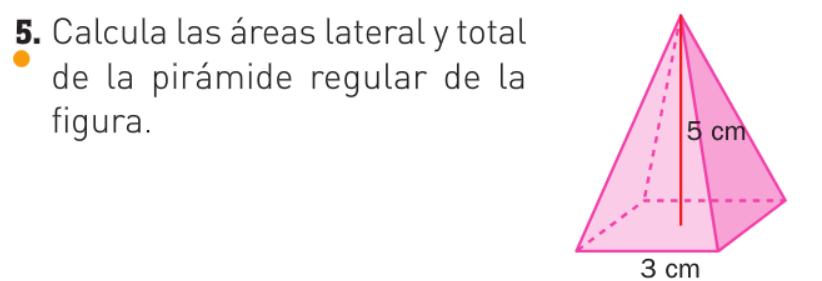 5. Calcula las áreas lateral y total
de la pirámide regular de la
figura.
5 cm
3 cm